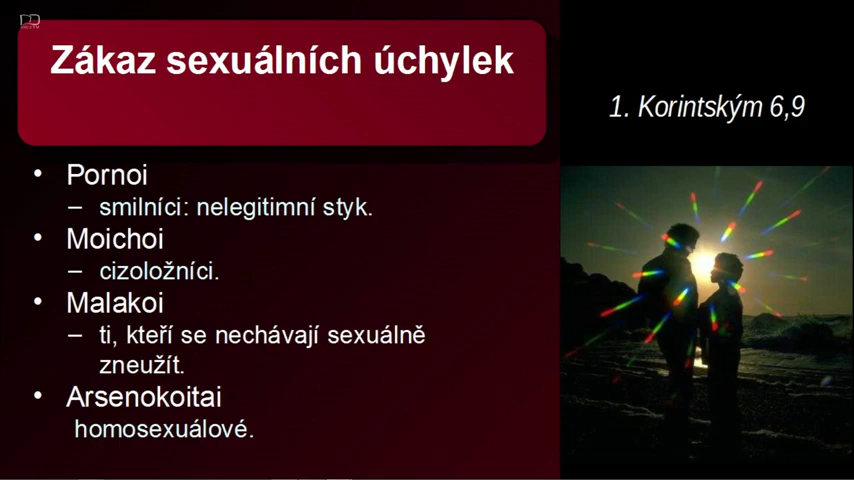 Zákaz sexuálních úchylek
1. Korintským 6,9
• Pornoi
– smilníci: nelegitimní styk.
• Moichoi
– cizoložníci.
• Malakoi
– ti, kteří se nechávají sexuálně
zneužít.
• Arsenokoitai
homosexuálové.